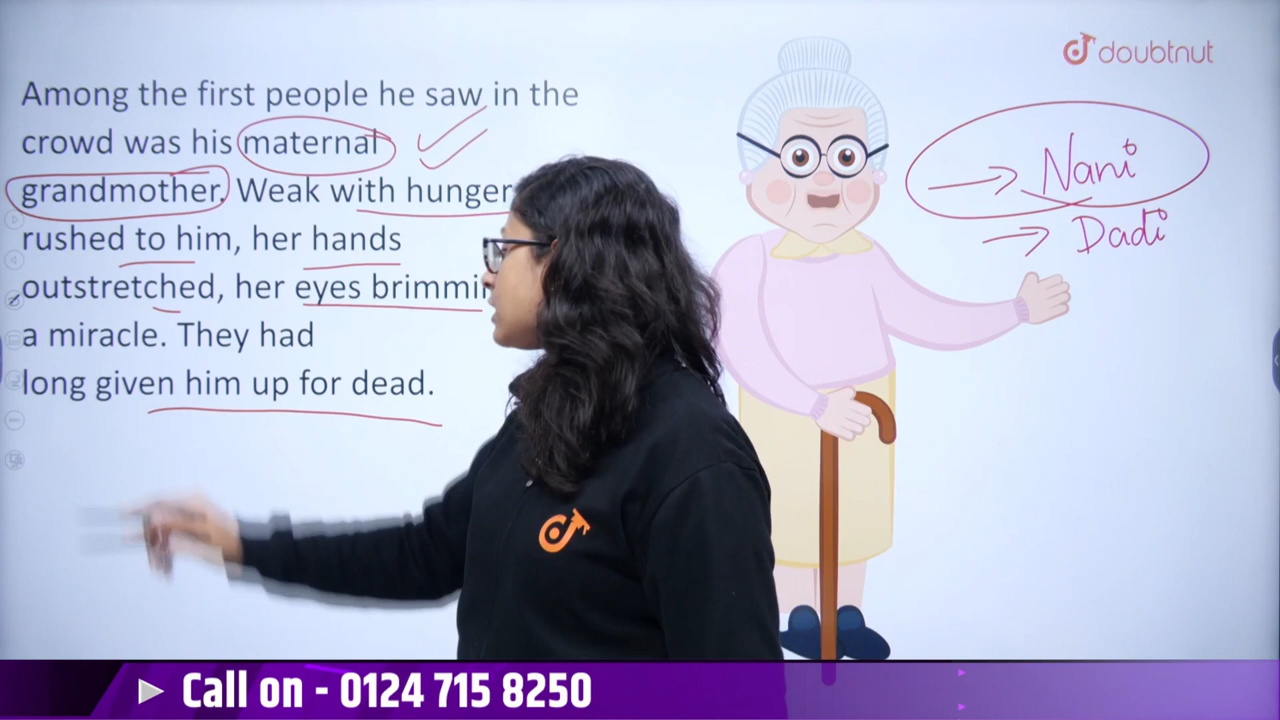 doubtnut
Among the first people he saw in the
crowd was his maternal
grandmother. Weak with hunger
rushed to him, her hands
outstretched, her eyes brimmi
a miracle. They had
long given him up for dead.
Nani
Dadi
Call on - 0124 715 8250